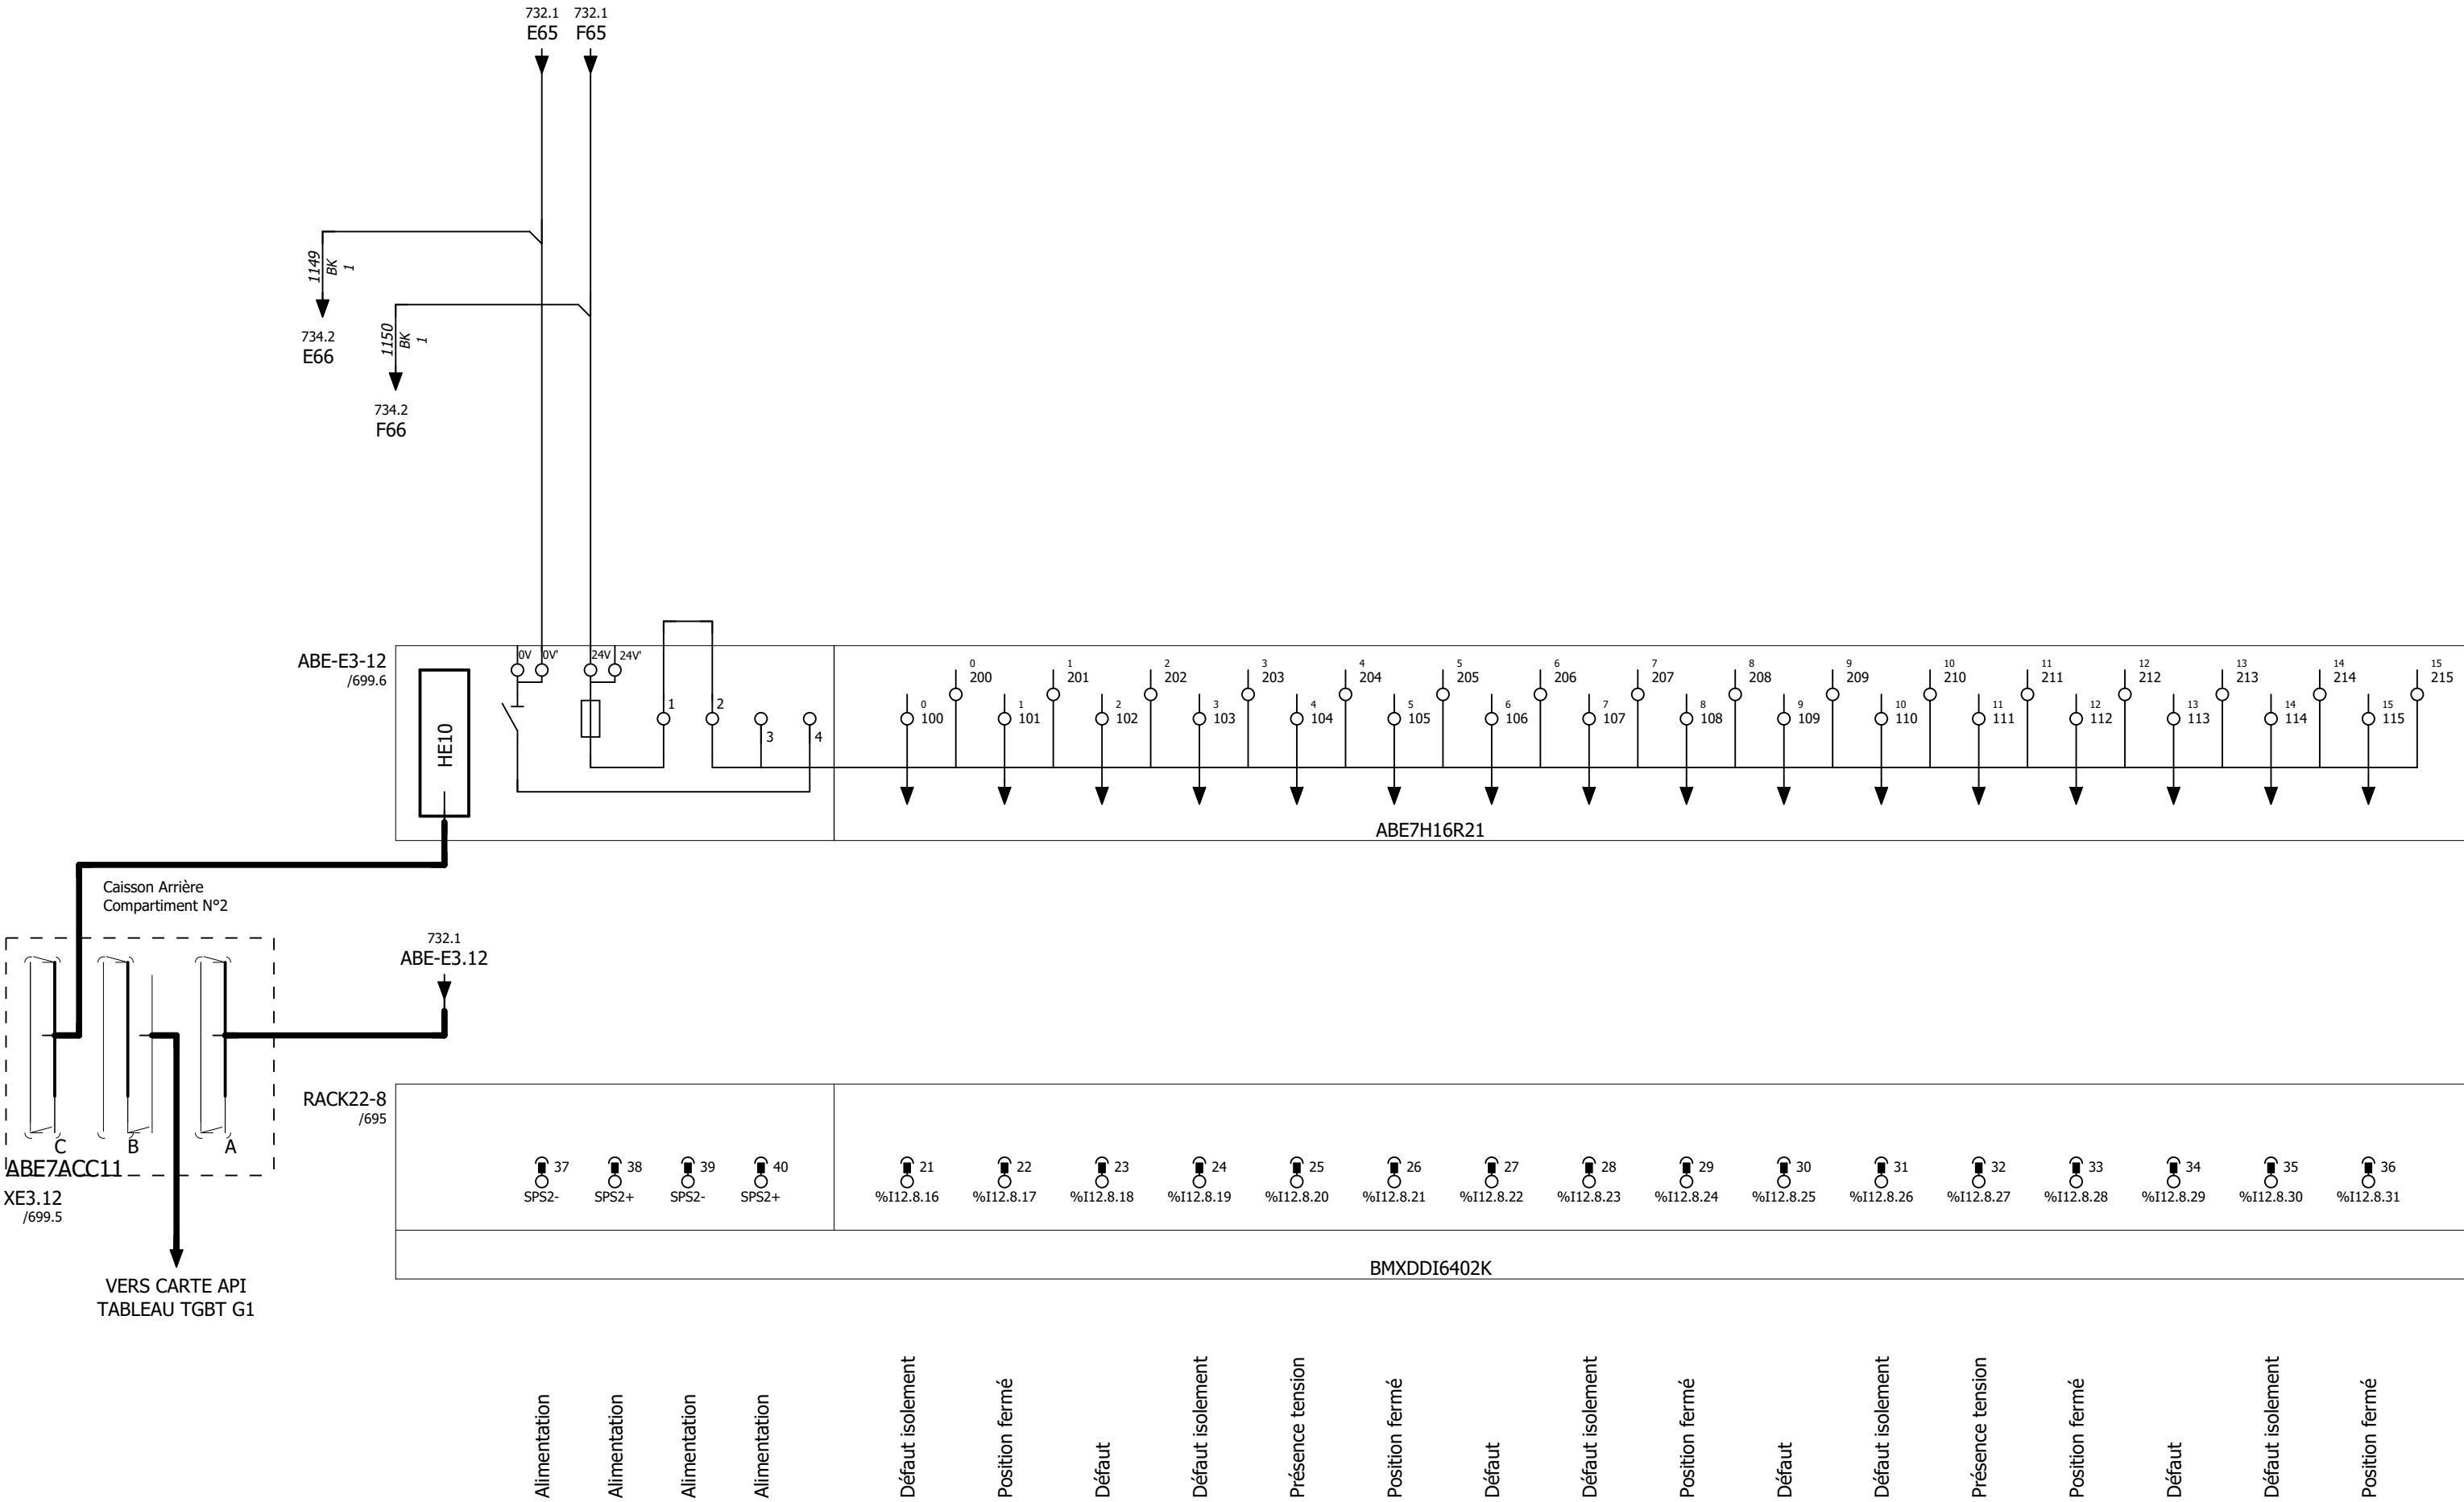 732.1 732.1
E65 F65
1149
BK
1
734.2
E66
1150
BK
1
734.2
F66
ABE-E3-12
/699.6
HE10
0V 0V' 24V 24V'
1 2 3 4
0 1 2 3 4 5 6 7 8 9 10 11 12 13 14 15
200 201 202 203 204 205 206 207 208 209 210 211 212 213 214 215
0 1 2 3 4 5 6 7 8 9 10 11 12 13 14 15
100 101 102 103 104 105 106 107 108 109 110 111 112 113 114 115
ABE7H16R21
Caisson Arrière
Compartiment N°2
732.1
ABE-E3.12
C B A
ABE7ACC11
XE3.12
/699.5
VERS CARTE API
TABLEAU TGBT G1
RACK22-8
/695
37 38 39 40 21 22 23 24 25 26 27 28 29 30 31 32 33 34 35 36
SPS2- SPS2+ SPS2- SPS2+ %I12.8.16 %I12.8.17 %I12.8.18 %I12.8.19 %I12.8.20 %I12.8.21 %I12.8.22 %I12.8.23 %I12.8.24 %I12.8.25 %I12.8.26 %I12.8.27 %I12.8.28 %I12.8.29 %I12.8.30 %I12.8.31
BMXDDI6402K
Alimentation
Alimentation
Alimentation
Alimentation
Défaut isolement
Position fermé
Défaut
Défaut isolement
Présence tension
Position fermé
Défaut
Défaut isolement
Position fermé
Défaut
Défaut isolement
Présence tension
Position fermé
Défaut
Défaut isolement
Position fermé